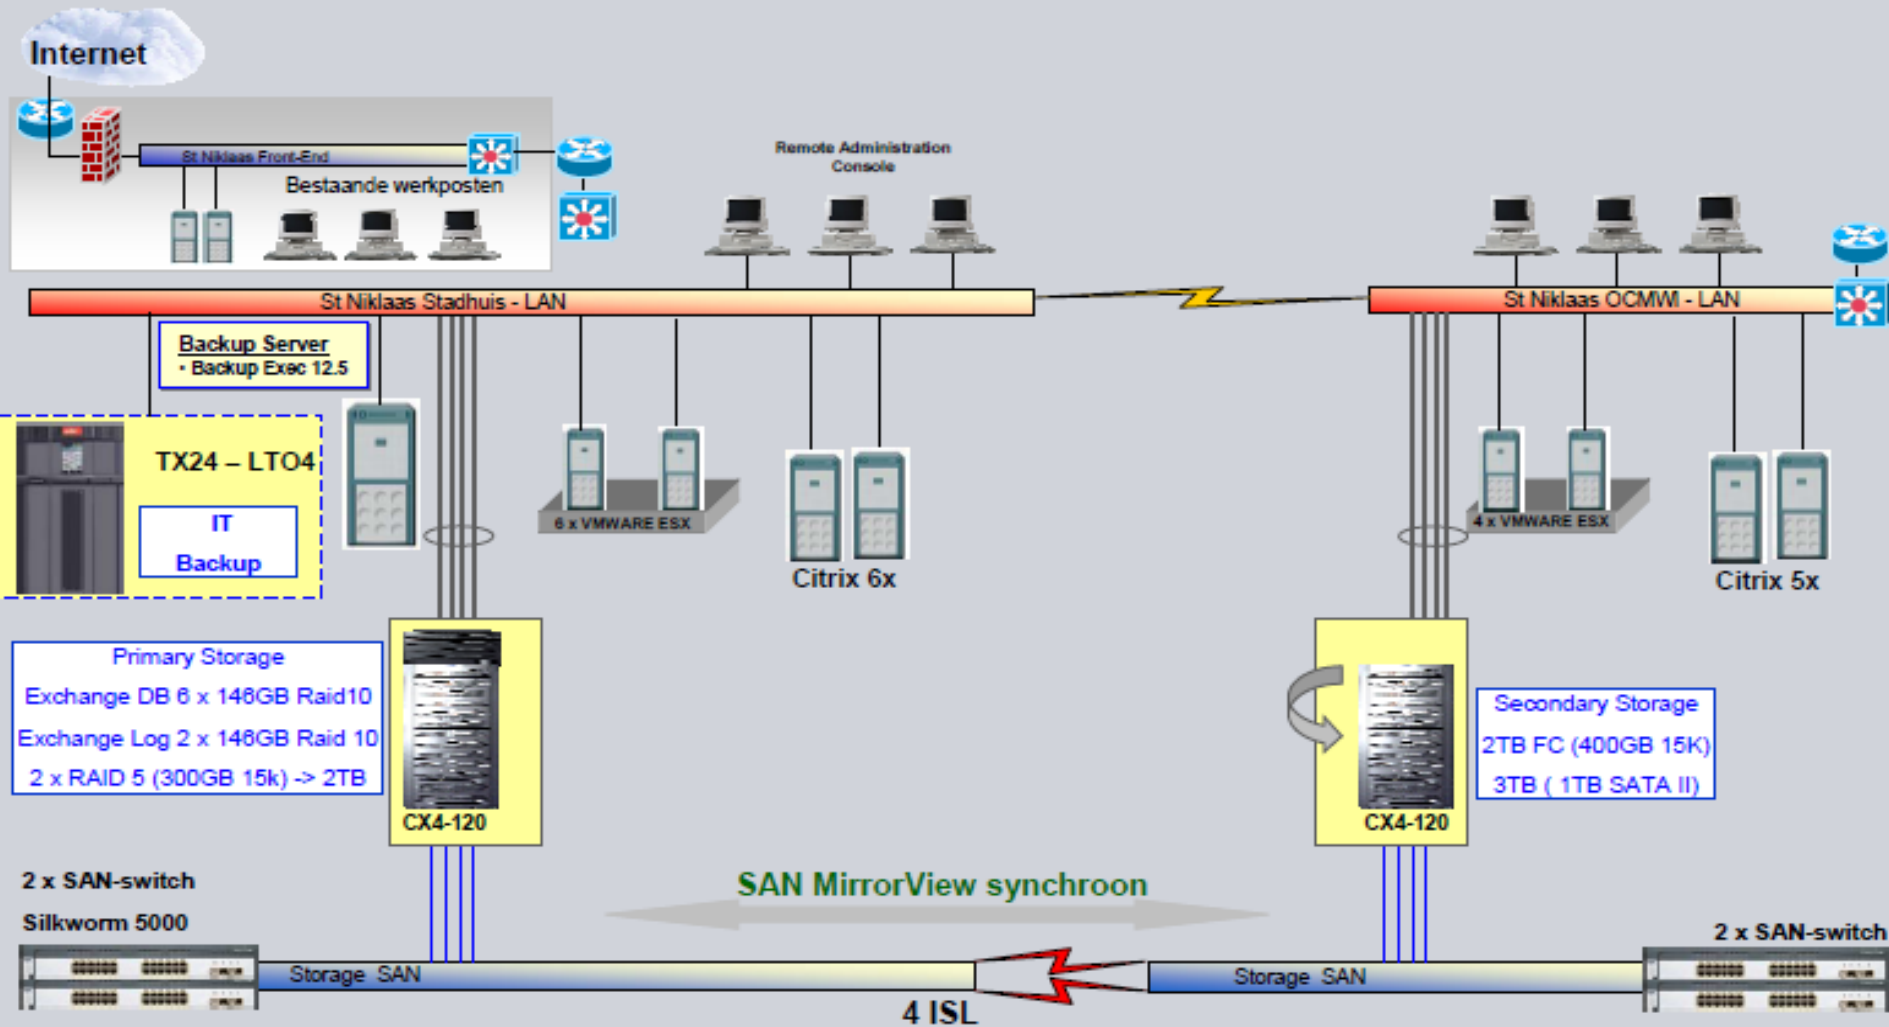 Internet
St Niklaas Front-End
Bestaande werkposten
Remote Administration
Console
St Niklaas Stadhuis - LAN
St Niklaas OCMWI - LAN
Backup Server
• Backup Exec 12.5
TX24 – LTO4
IT
Backup
6 x VMWARE ESX
Citrix 6x
4 x VMWARE ESX
Citrix 5x
Primary Storage
Exchange DB 6 x 146GB Raid10
Exchange Log 2 x 146GB Raid 10
2 x RAID 5 (300GB 15k) -> 2TB
CX4-120
CX4-120
Secondary Storage
2TB FC (400GB 15K)
3TB ( 1TB SATA II)
2 x SAN-switch
Silkworm 5000
SAN MirrorView synchroon
2 x SAN-switch
Storage SAN
Storage SAN
4 ISL